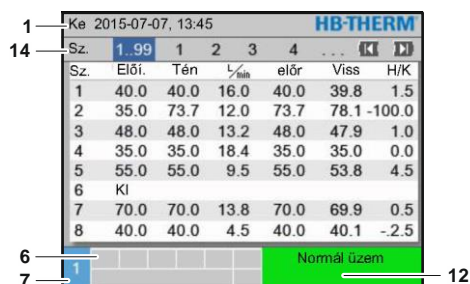 1 Ke 2015-07-07, 13:45 HB-THERM
14 Sz. 1..99 1 2 3 4 ...
Sz. Előí. Tén L/min előr Viss H/K
1 40.0 40.0 16.0 40.0 39.8 1.5
2 35.0 73.7 12.0 73.7 78.1 -100.0
3 48.0 48.0 13.2 48.0 47.9 1.0
4 35.0 35.0 18.4 35.0 35.0 0.0
5 55.0 55.0 9.5 55.0 53.8 4.5
6 KI
7 70.0 70.0 13.8 70.0 69.9 0.5
8 40.0 40.0 4.5 40.0 40.1 -.2.5
6 Normál üzem
7 1 12